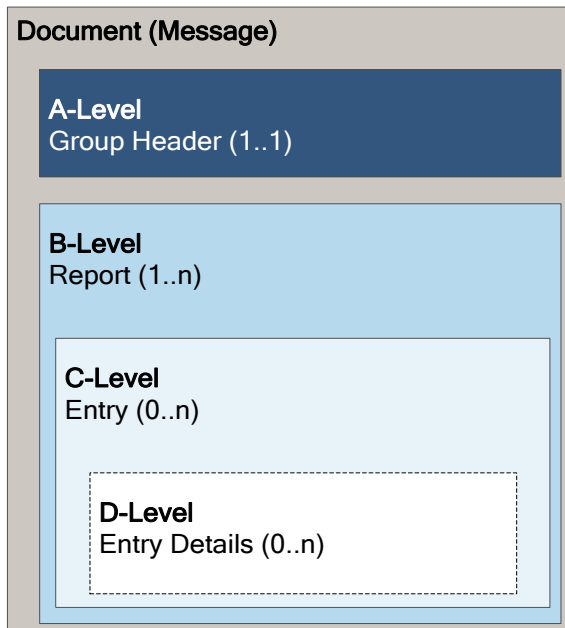 Document (Message)
A-Level
Group Header (1..1)
B-Level
Report (1..n)
C-Level
Entry (0..n)
D-Level
Entry Details (0..n)